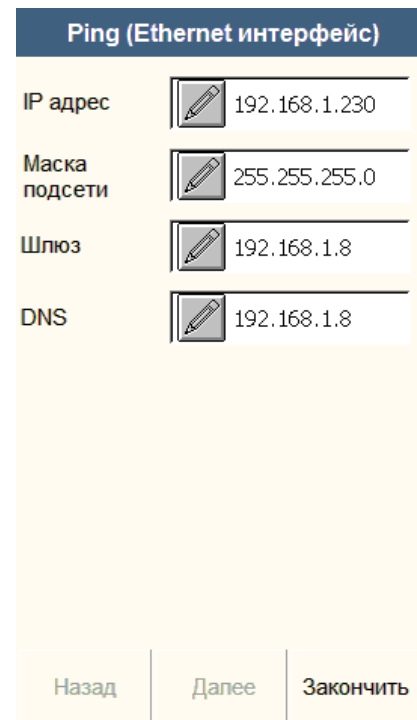 Ping (Ethernet интерфейс)
IP адрес
192.168.1.230
Маска
подсети
255.255.255.0
Шлюз
192.168.1.8
DNS
192.168.1.8
Назад
Далее
Закончить